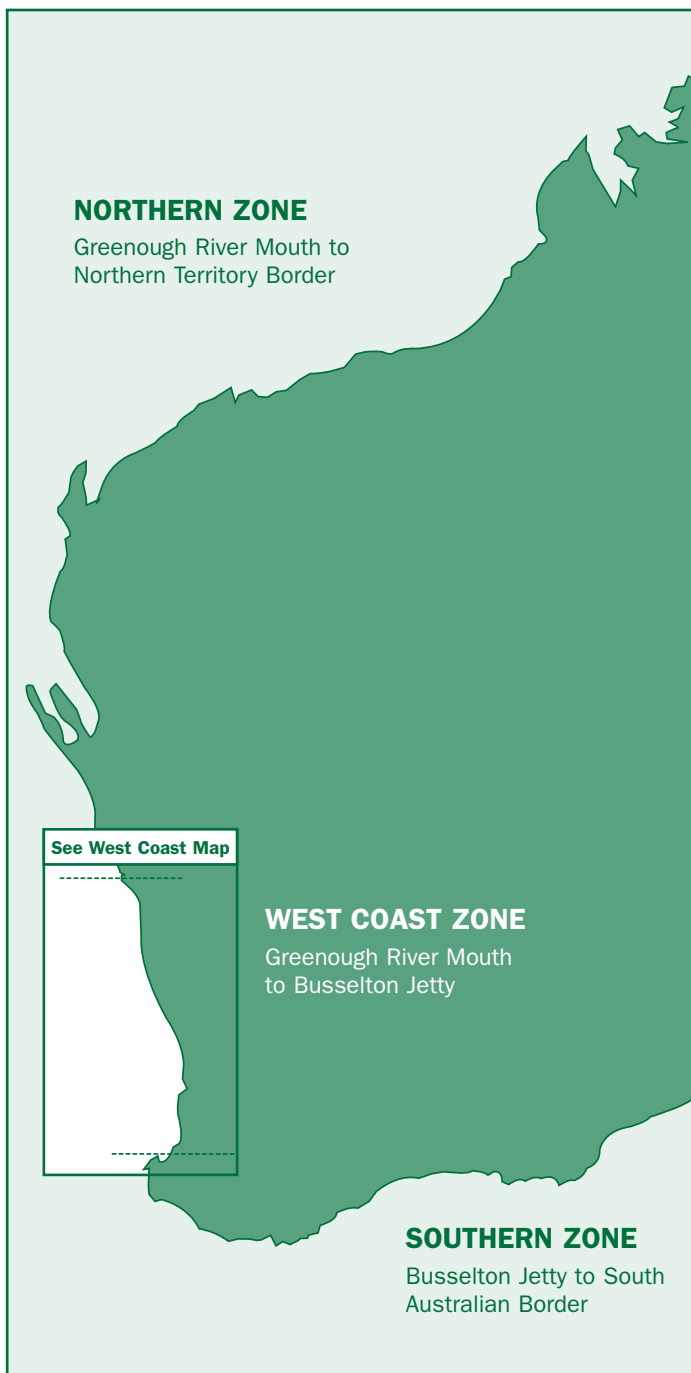 NORTHERN ZONE
Greenough River Mouth to
Northern Territory Border
See West Coast Map
WEST COAST ZONE
Greenough River Mouth
to Busselton Jetty
SOUTHERN ZONE
Busselton Jetty to South
Australian Border